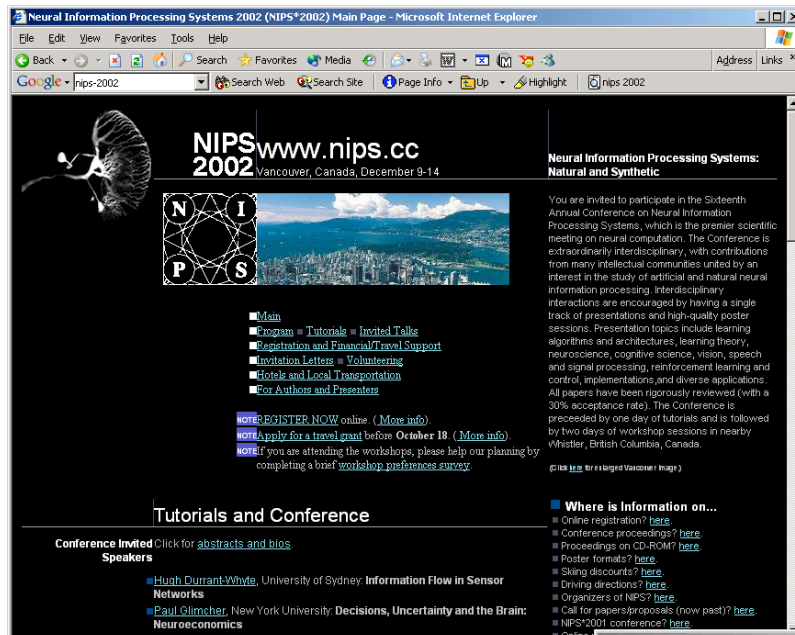 Neural Information Processing Systems 2002 (NIPS*2002) Main Page - Microsoft Internet Explorer
File Edit View Favorites Tools Help
Back Search Favorites Media Address Links »
Google nips-2002 Search Web Search Site Page Info Up Highlight nips 2002
NIPS
2002
www.nips.cc
Vancouver, Canada, December 9-14
N I
P S
Main
Program Tutorials Invited Talks
Registration and Financial/Travel Support
Invitation Letters Volunteering
Hotels and Local Transportation
For Authors and Presenters
NOTE REGISTER NOW online. ( More info).
NOTE Apply for a travel grant before October 18. ( More info).
NOTE If you are attending the workshops, please help our planning by
completing a brief workshop preferences survey.
Neural Information Processing Systems:
Natural and Synthetic
You are invited to participate in the Sixteenth
Annual Conference on Neural Information
Processing Systems, which is the premier scientific
meeting on neural computation. The Conference is
extraordinarily interdisciplinary, with contributions
from many intellectual communities united by an
interest in the study of artificial and natural neural
information processing. Interdisciplinary
interactions are encouraged by having a single
track of presentations and high-quality poster
sessions. Presentation topics include learning
algorithms and architectures, learning theory,
neuroscience, cognitive science, vision, speech
and signal processing, reinforcement learning and
control, implementations,and diverse applications.
All papers have been rigorously reviewed (with a
30% acceptance rate). The Conference is
preceeded by one day of tutorials and is followed
by two days of workshop sessions in nearby
Whistler, British Columbia, Canada.
(Click here for enlarged Vancouver Image.)
Tutorials and Conference
Conference Invited
Speakers
Click for abstracts and bios.
Hugh Durrant-Whyte, University of Sydney: Information Flow in Sensor
Networks
Paul Glimcher, New York University: Decisions, Uncertainty and the Brain:
Neuroeconomics
Where is Information on...
Online registration? here.
Conference proceedings? here.
Proceedings on CD-ROM? here.
Poster formats? here.
Skiing discounts? here.
Driving directions? here.
Organizers of NIPS? here.
Call for papers/proposals (now past)? here.
NIPS*2001 conference? here.